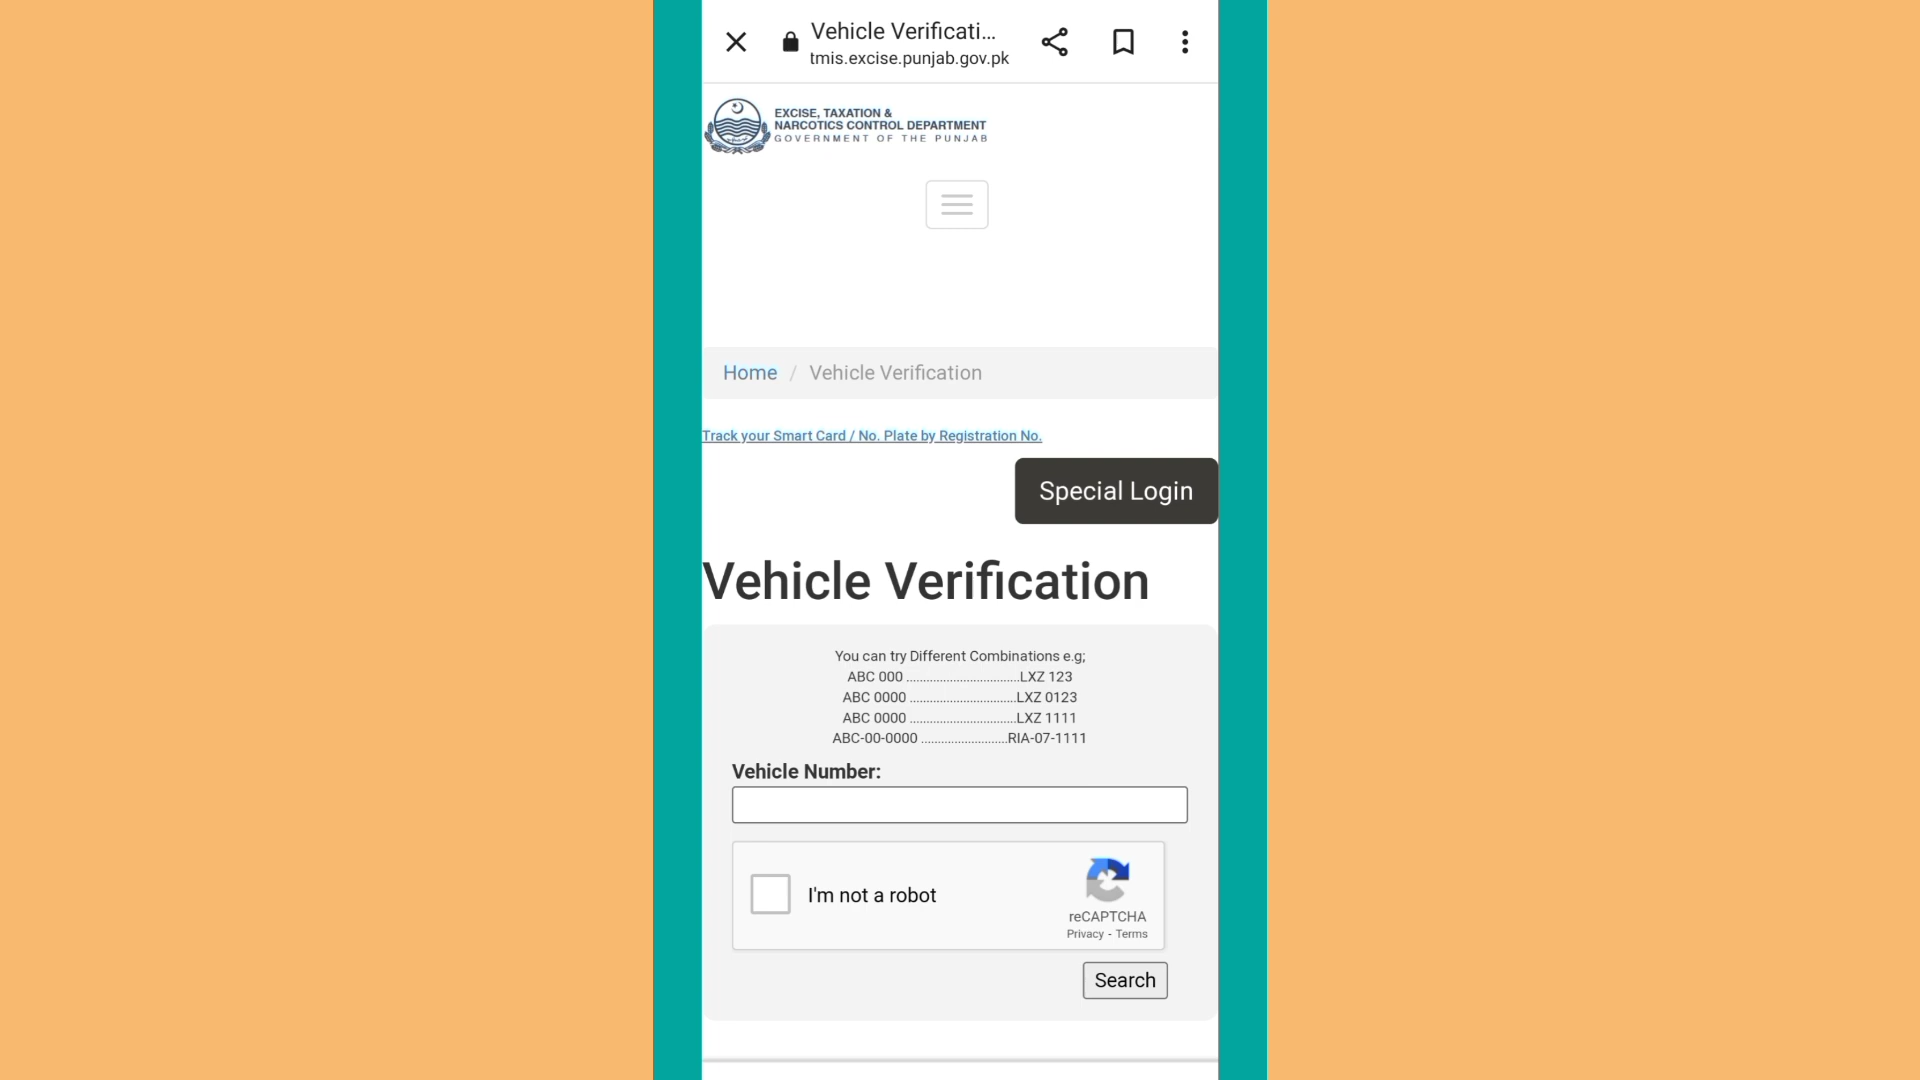 Vehicle Verificati...
tmis.excise.punjab.gov.pk
EXCISE, TAXATION &
NARCOTICS CONTROL DEPARTMENT
GOVERNMENT OF THE PUNJAB
Home / Vehicle Verification
Track your Smart Card / No. Plate by Registration No.
Special Login
Vehicle Verification
You can try Different Combinations e.g;
ABC 000 ..................................LXZ 123
ABC 0000 ................................LXZ 0123
ABC 0000 ................................LXZ 1111
ABC-00-0000 ..........................RIA-07-1111
Vehicle Number:
I'm not a robot
reCAPTCHA
Privacy - Terms
Search